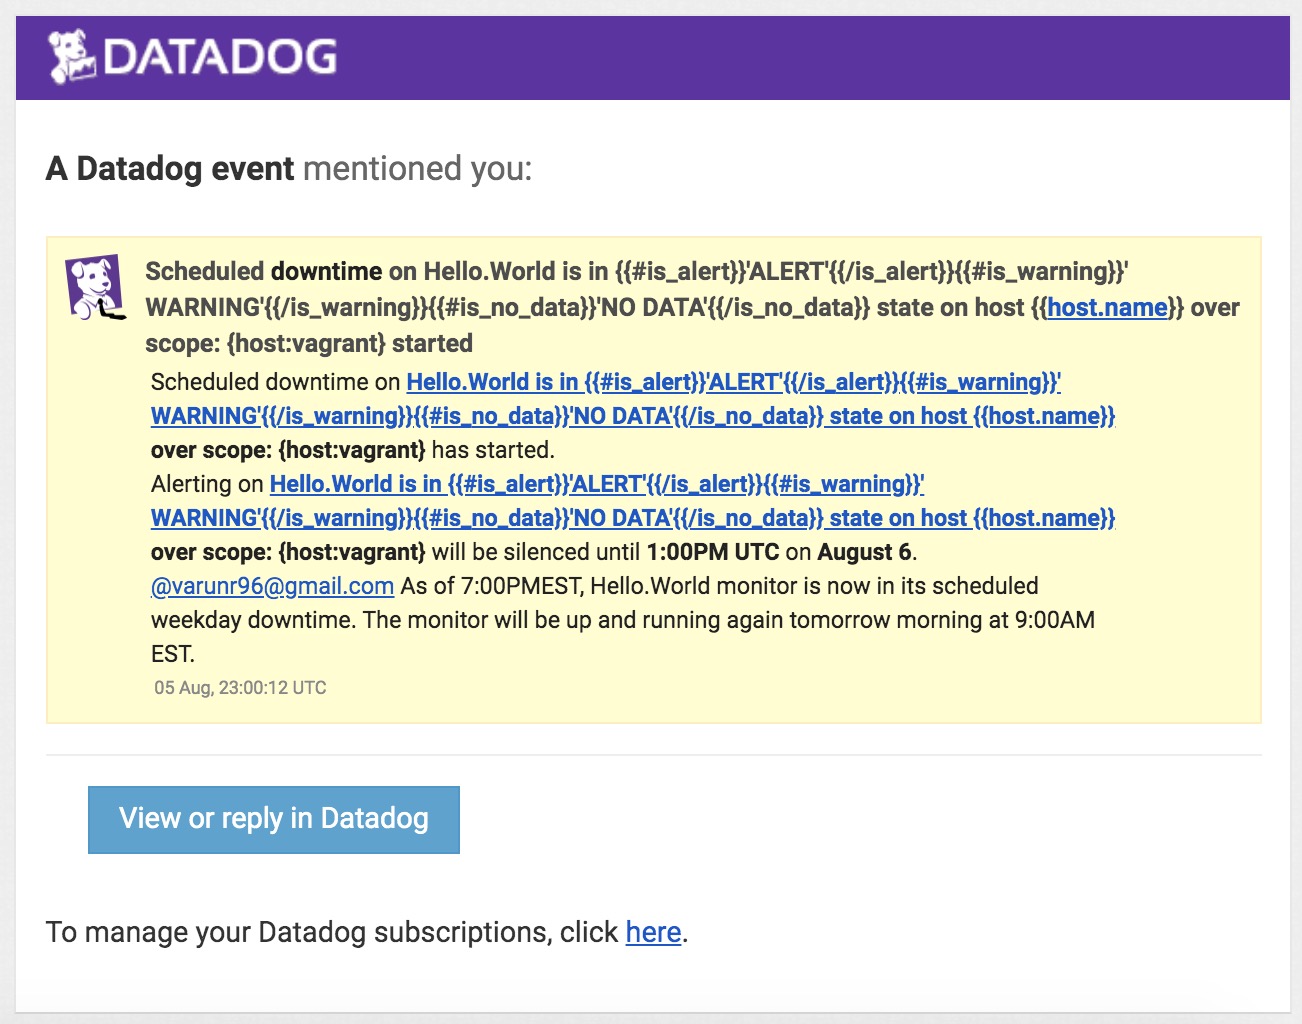 DATADOG
A Datadog event mentioned you:
Scheduled downtime on Hello.World is in {{#is_alert}}'ALERT'{{/is_alert}}{{#is_warning}}'
WARNING'{{/is_warning}}{{#is_no_data}}'NO DATA'{{/is_no_data}} state on host {{host.name}} over
scope: {host:vagrant} started
Scheduled downtime on Hello.World is in {{#is_alert}}'ALERT'{{/is_alert}}{{#is_warning}}'
WARNING'{{/is_warning}}{{#is_no_data}}'NO DATA'{{/is_no_data}} state on host {{host.name}}
over scope: {host:vagrant} has started.
Alerting on Hello.World is in {{#is_alert}}'ALERT'{{/is_alert}}{{#is_warning}}'
WARNING'{{/is_warning}}{{#is_no_data}}'NO DATA'{{/is_no_data}} state on host {{host.name}}
over scope: {host:vagrant} will be silenced until 1:00PM UTC on August 6.
@varunr96@gmail.com As of 7:00PMEST, Hello.World monitor is now in its scheduled
weekday downtime. The monitor will be up and running again tomorrow morning at 9:00AM
EST.
05 Aug, 23:00:12 UTC
View or reply in Datadog
To manage your Datadog subscriptions, click here.